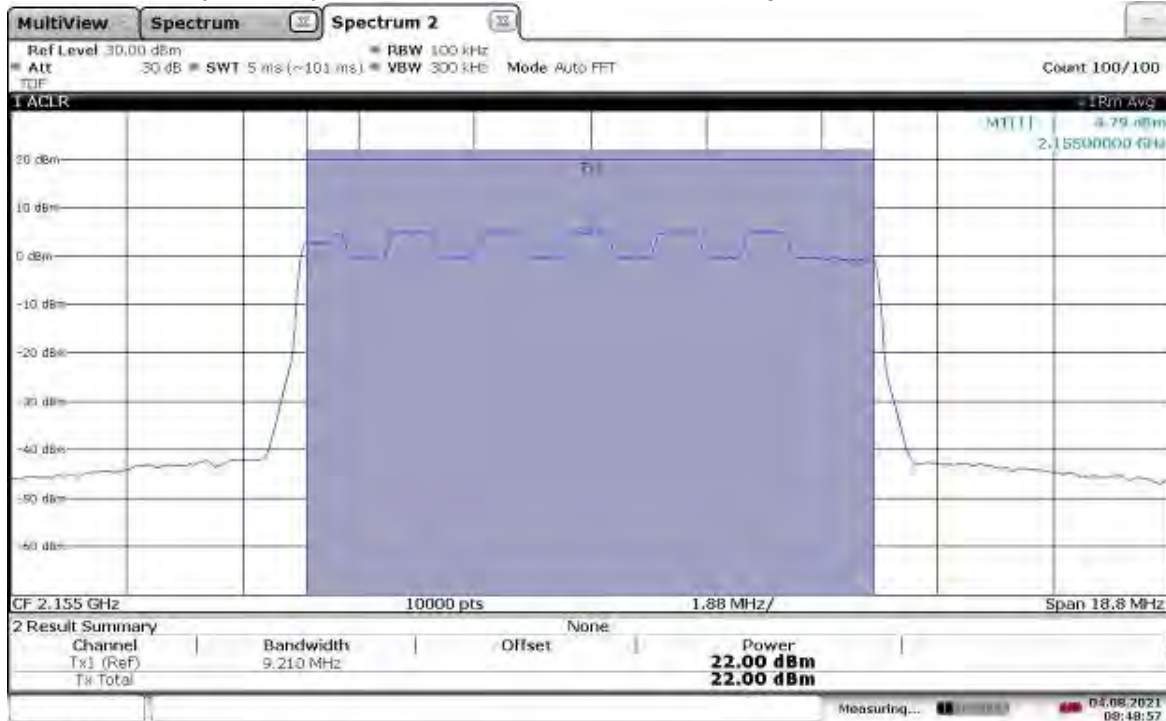 MultiView Spectrum Spectrum 2
Ref Level 30.00 dBm RBW 100 kHz
Att 30 dB SWT 5 ms (~101 ms) VBW 300 kHz Mode Auto FFT Count 100/100
TDF
1 ACLR 1Rm Avg
M1[1] 4.79 dBm
2.15500000 GHz
Tx1
20 dBm
10 dBm
0 dBm
-10 dBm
-20 dBm
-30 dBm
-40 dBm
-50 dBm
-60 dBm
CF 2.155 GHz 10000 pts 1.88 MHz/ Span 18.8 MHz
2 Result Summary None
Channel Bandwidth Offset Power
Tx1 (Ref) 9.210 MHz 22.00 dBm
Tx Total 22.00 dBm
Measuring... 04.08.2021
08:48:57